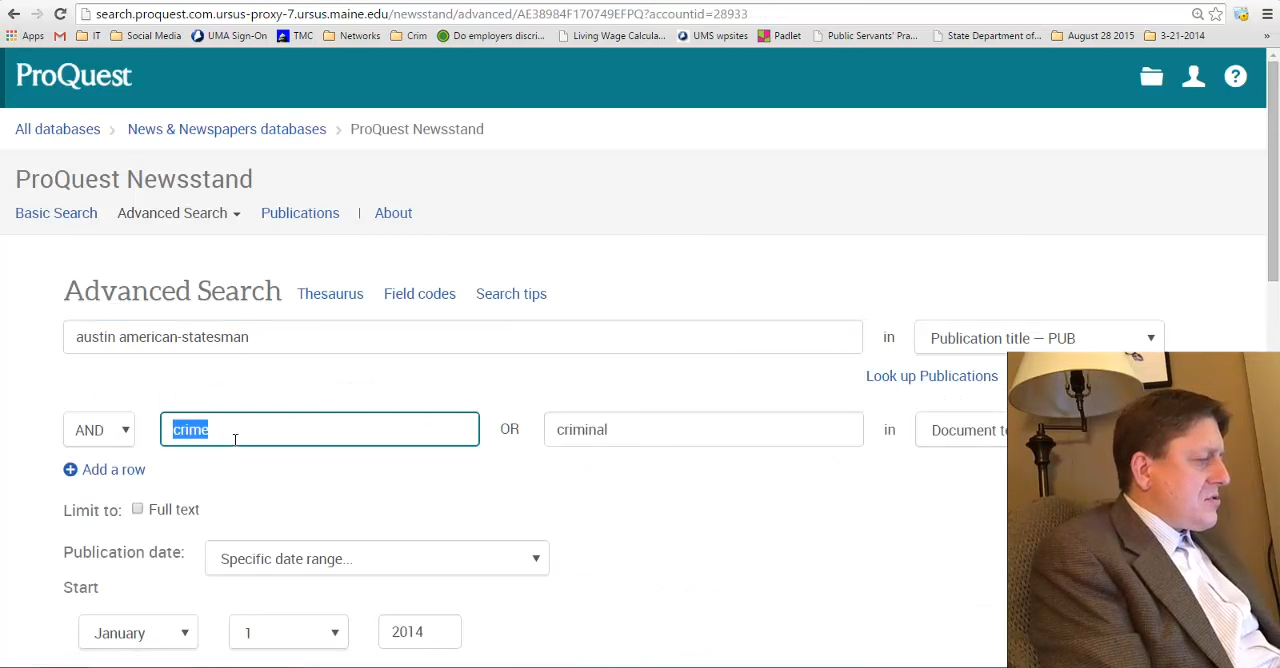 search.proquest.com.ursus-proxy-7.ursus.maine.edu/newsstand/advanced/AE38984F170749EFPQ?accountid=28933
Apps IT Social Media UMA Sign-On TMC Networks Crim Do employers discri... Living Wage Calcula... UMS wpsites Padlet Public Servants' Pra... State Department of... August 28 2015 3-21-2014 »
ProQuest
All databases › News & Newspapers databases › ProQuest Newsstand
ProQuest Newsstand
Basic Search Advanced Search Publications | About
Advanced Search Thesaurus Field codes Search tips
austin american-statesman in Publication title — PUB
Look up Publications
AND crime OR criminal in Document te
Add a row
Limit to: Full text
Publication date: Specific date range...
Start
January 1 2014